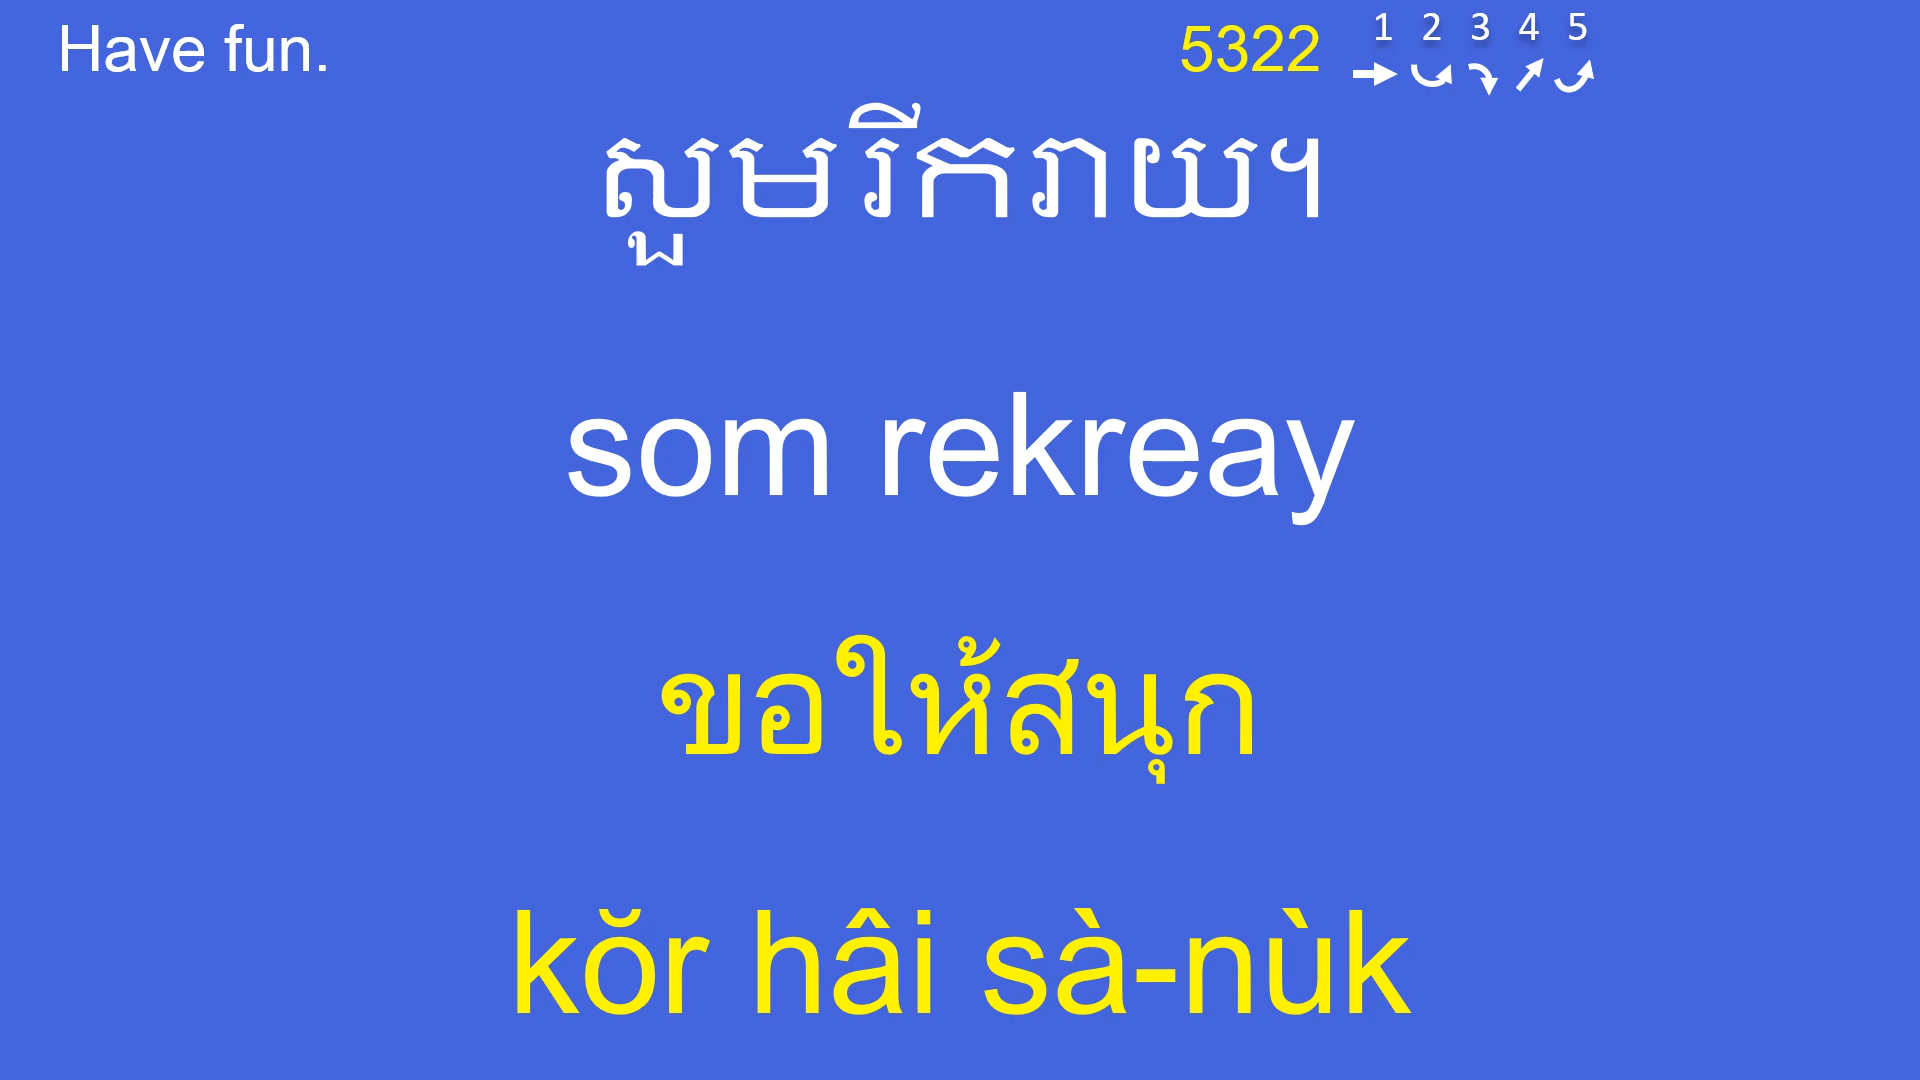 Have fun.
5322
1 2 3 4 5
សូមរីករាយ។
som rekreay
ขอให้สนุก
kŏr hâi sà-nùk